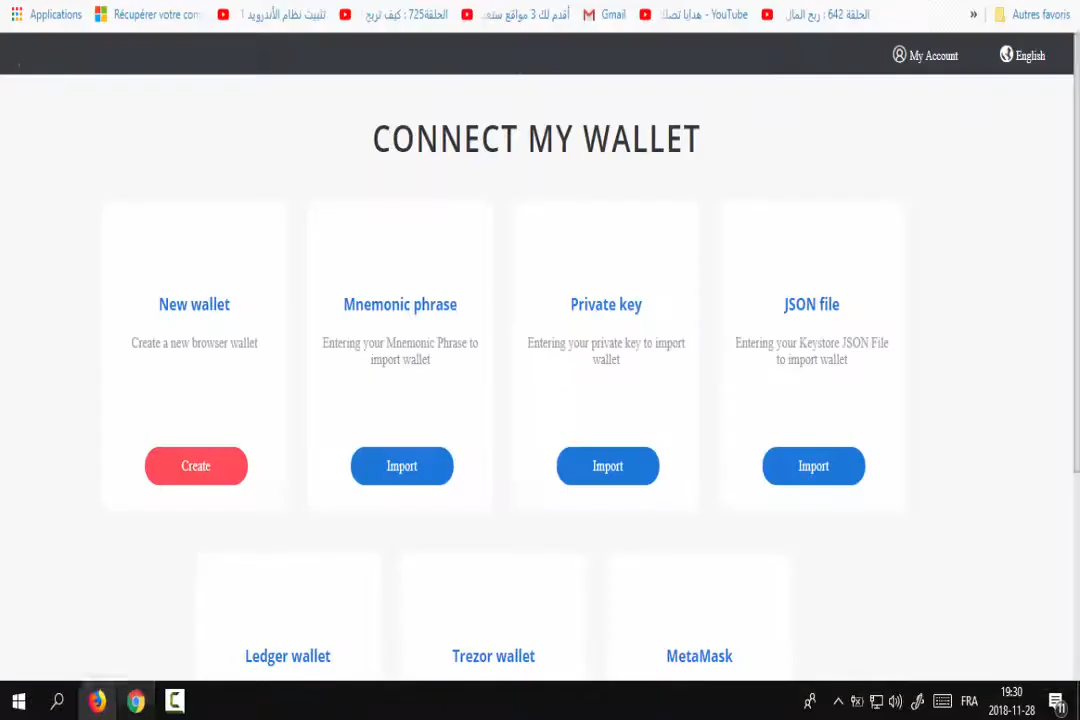 Applications
Récupérer votre com
تثبيت نظام الأندرويد 1
الحلقة725 : كيف تربح
أقدم لك 3 مواقع ستع
Gmail
هدايا تصلك - YouTube
الحلقة 642 : ربح المال
»
Autres favoris
My Account
English
CONNECT MY WALLET
New wallet
Create a new browser wallet
Create
Mnemonic phrase
Entering your Mnemonic Phrase to
import wallet
Import
Private key
Entering your private key to import
wallet
Import
JSON file
Entering your Keystore JSON File
to import wallet
Import
Ledger wallet
Trezor wallet
MetaMask
FRA
19:30
2018-11-28
11